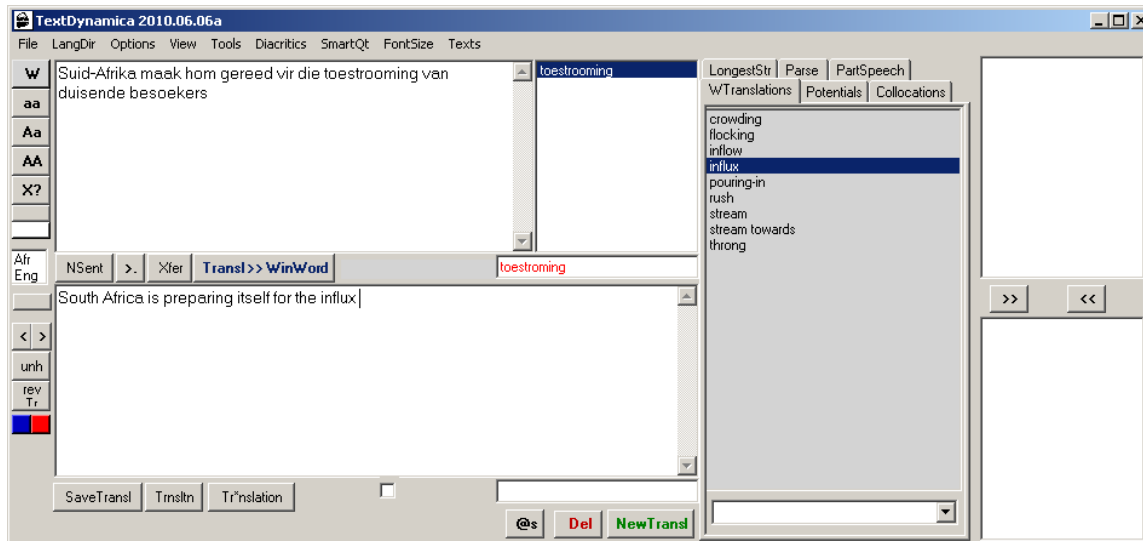 TextDynamica 2010.06.06a
File LangDir Options View Tools Diacritics SmartQt FontSize Texts
W
aa
Aa
AA
X?
Suid-Afrika maak hom gereed vir die toestrooming van
duisende besoekers
toestrooming
LongestStr Parse PartSpeech
WTranslations Potentials Collocations
crowding
flocking
inflow
influx
pouring-in
rush
stream
stream towards
throng
Afr
Eng
NSent >. Xfer Transl>> WinWord
toestroming
South Africa is preparing itself for the influx
< >
unh
rev
Tr
>> <<
SaveTransl Trnsltn Tr*nslation
@s Del NewTransl